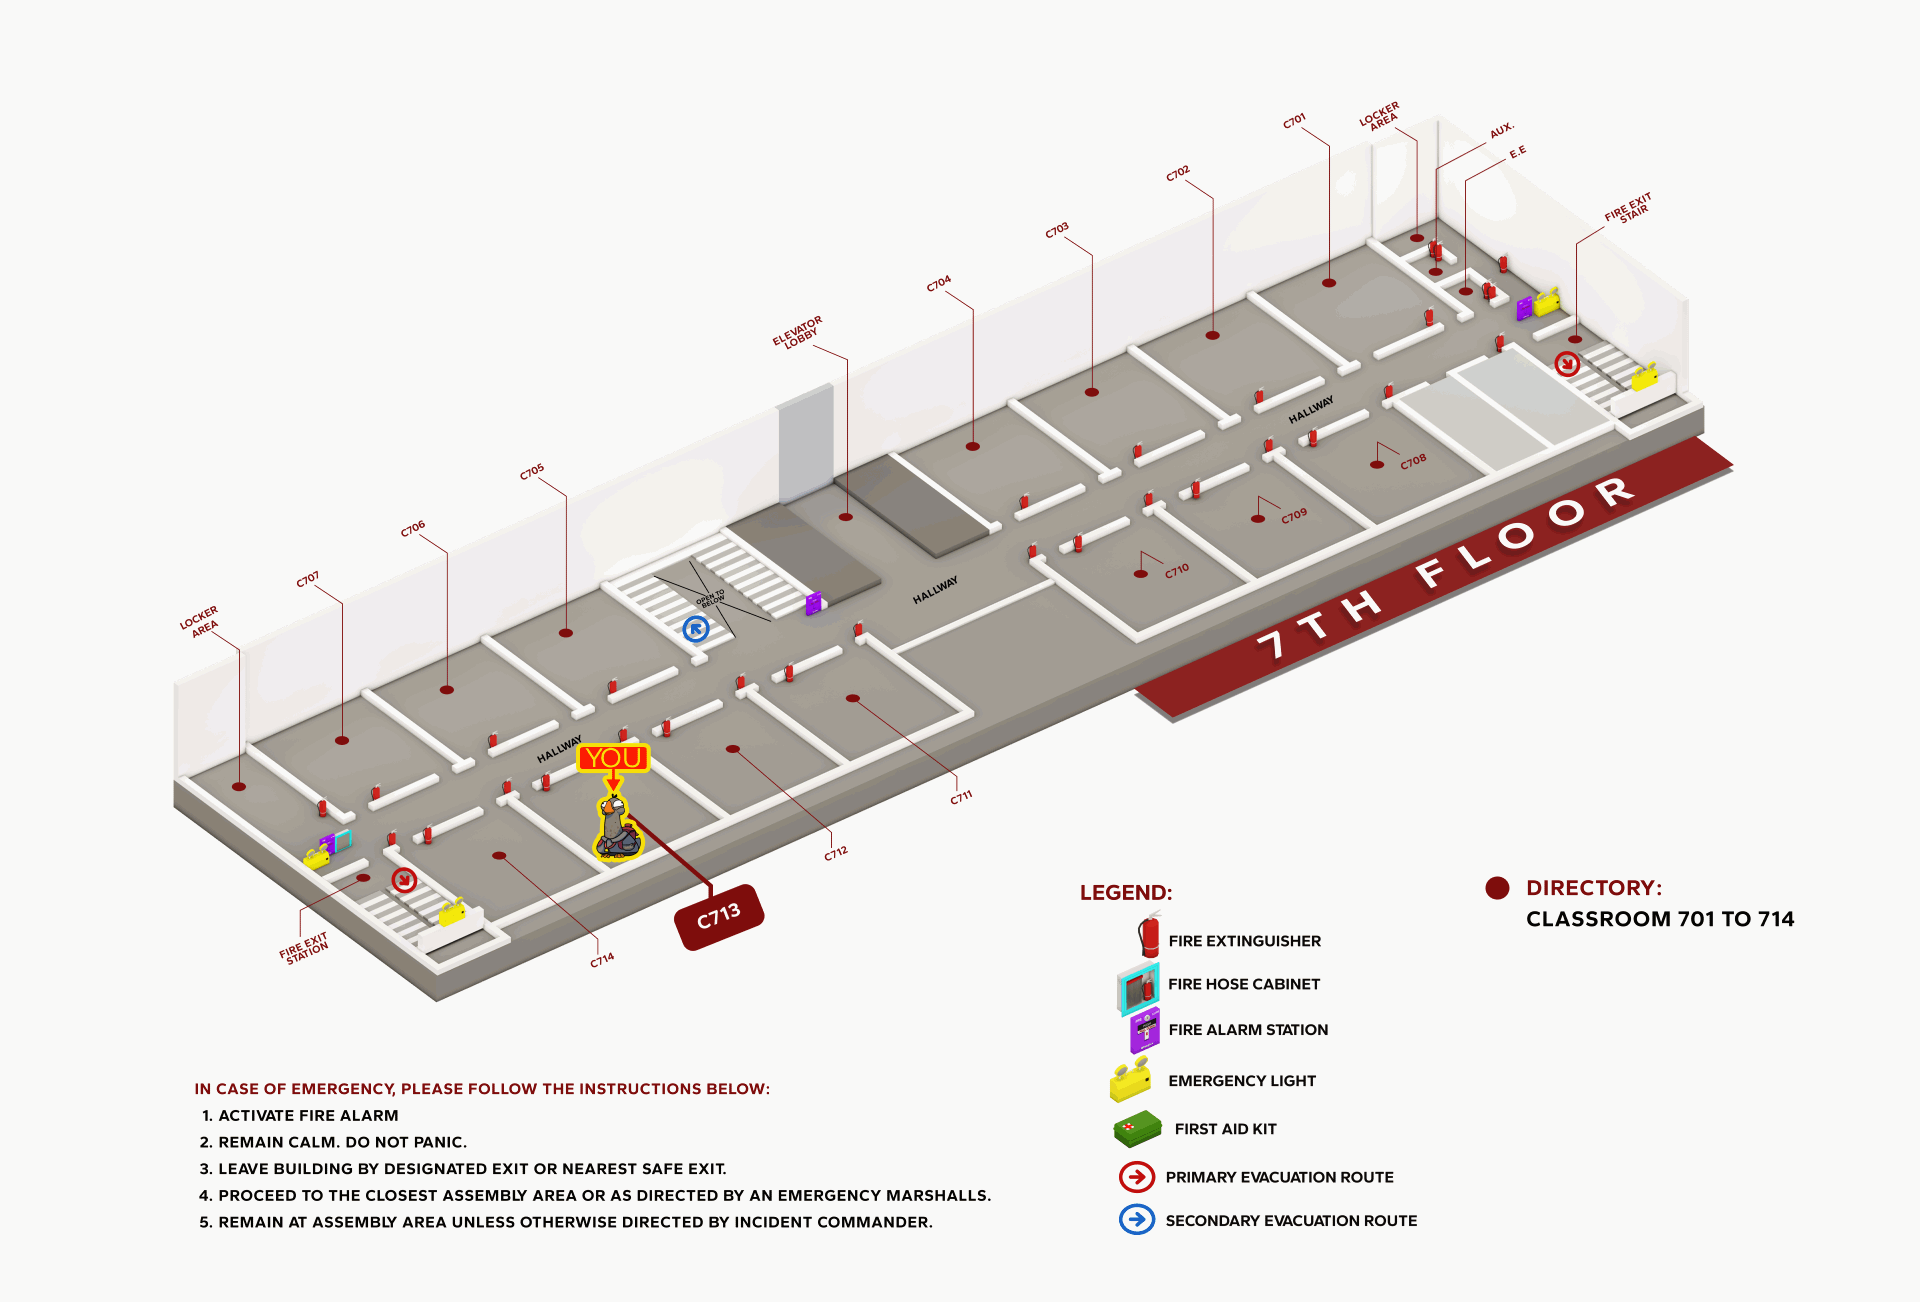 C701
LOCKER
AREA
AUX.
E.E
C702
FIRE EXIT
STAIR
C703
C704
ELEVATOR
LOBBY
C705
C706
C707
LOCKER
AREA
HALLWAY
C708
C709
C710
OPEN TO
BELOW
HALLWAY
HALLWAY
YOU
7TH FLOOR
C711
C712
C713
C714
FIRE EXIT
STATION
LEGEND:
FIRE EXTINGUISHER
FIRE HOSE CABINET
FIRE ALARM STATION
EMERGENCY LIGHT
FIRST AID KIT
PRIMARY EVACUATION ROUTE
SECONDARY EVACUATION ROUTE
DIRECTORY:
CLASSROOM 701 TO 714
IN CASE OF EMERGENCY, PLEASE FOLLOW THE INSTRUCTIONS BELOW:
1. ACTIVATE FIRE ALARM
2. REMAIN CALM. DO NOT PANIC.
3. LEAVE BUILDING BY DESIGNATED EXIT OR NEAREST SAFE EXIT.
4. PROCEED TO THE CLOSEST ASSEMBLY AREA OR AS DIRECTED BY AN EMERGENCY MARSHALLS.
5. REMAIN AT ASSEMBLY AREA UNLESS OTHERWISE DIRECTED BY INCIDENT COMMANDER.